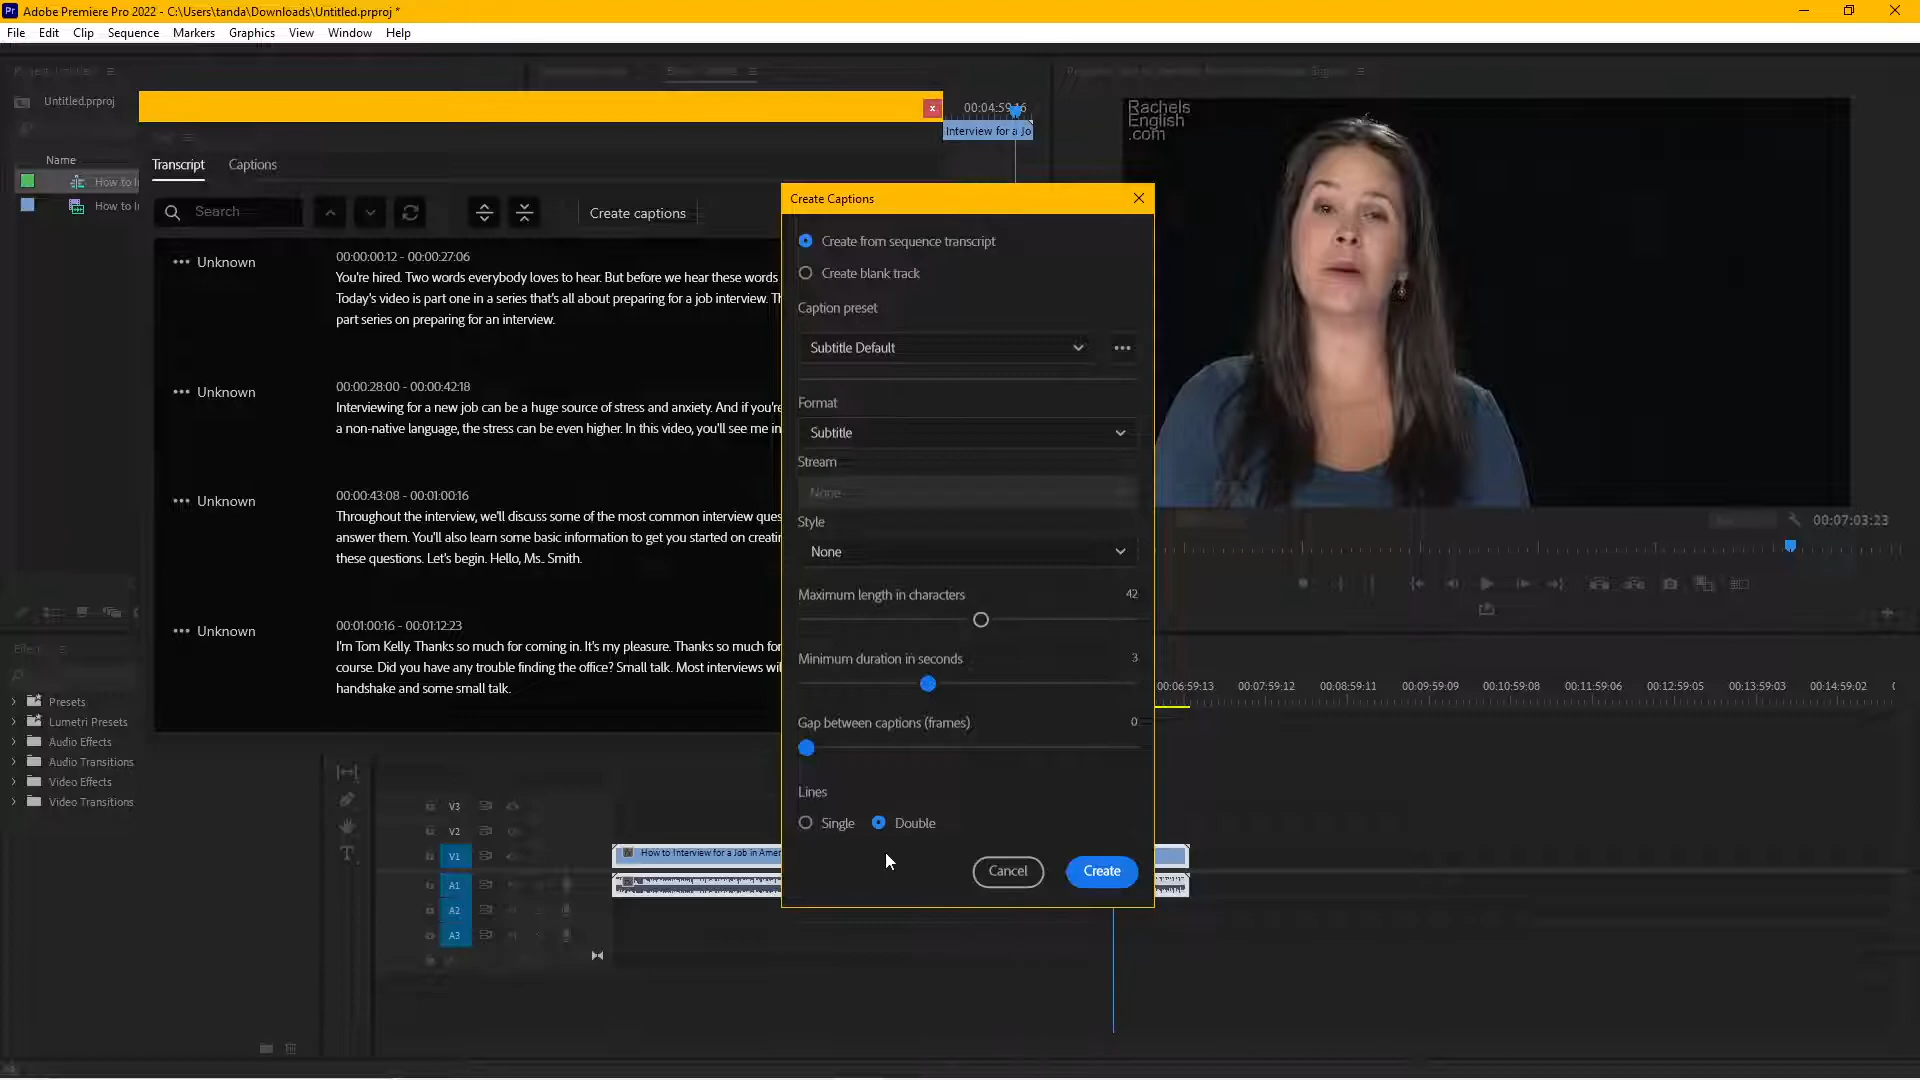 Adobe Premiere Pro 2022 - C:\Users\tanda\Downloads\Untitled.prproj *
File Edit Clip Sequence Markers Graphics View Window Help
Untitled.prproj
Name
How to I
How to I
00:04:59:16
Interview for a Jo
Transcript Captions
Search
Create captions
Unknown
00:00:00:12 - 00:00:27:06
You're hired. Two words everybody loves to hear. But before we hear these words
Today's video is part one in a series that's all about preparing for a job interview. Th
part series on preparing for an interview.
Unknown
00:00:28:00 - 00:00:42:18
Interviewing for a new job can be a huge source of stress and anxiety. And if you're
a non-native language, the stress can be even higher. In this video, you'll see me in
Unknown
00:00:43:08 - 00:01:00:16
Throughout the interview, we'll discuss some of the most common interview ques
answer them. You'll also learn some basic information to get you started on creatin
these questions. Let's begin. Hello, Ms. Smith.
Unknown
00:01:00:16 - 00:01:12:23
I'm Tom Kelly. Thanks so much for coming in. It's my pleasure. Thanks so much for
course. Did you have any trouble finding the office? Small talk. Most interviews wi
handshake and some small talk.
Create Captions
Create from sequence transcript
Create blank track
Caption preset
Subtitle Default
Format
Subtitle
Stream
None
Style
None
Maximum length in characters 42
Minimum duration in seconds 3
Gap between captions (frames) 0
Lines
Single Double
Cancel Create
Rachels
English
.com
00:07:03:23
Presets
Lumetri Presets
Audio Effects
Audio Transitions
Video Effects
Video Transitions
00:06:59:13 00:07:59:12 00:08:59:11 00:09:59:09 00:10:59:08 00:11:59:06 00:12:59:05 00:13:59:03 00:14:59:02
V3
V2
V1
A1
A2
A3
How to Interview for a Job in Amer